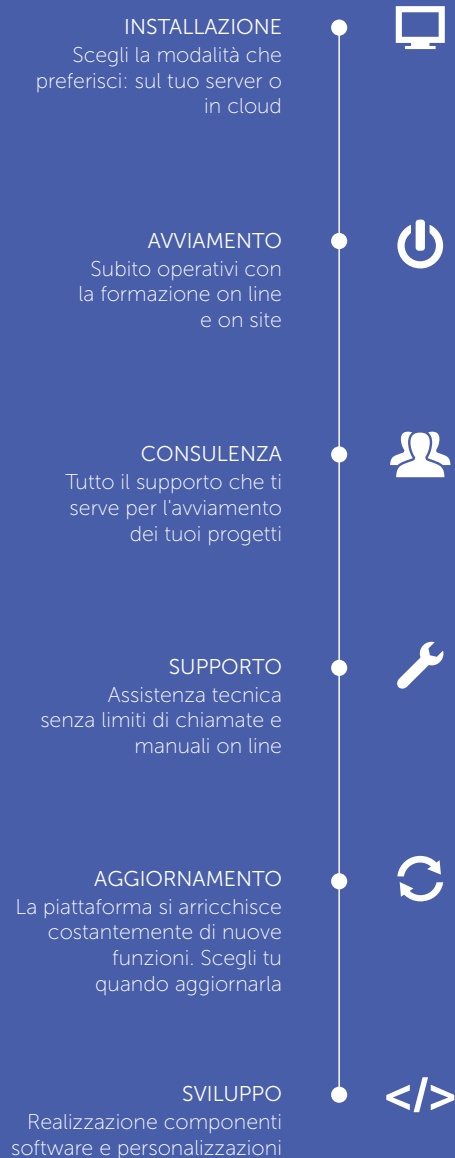 INSTALLAZIONE
Scegli la modalità che
preferisci: sul tuo server o
in cloud
AVVIAMENTO
Subito operativi con
la formazione on line
e on site
CONSULENZA
Tutto il supporto che ti
serve per l'avviamento
dei tuoi progetti
SUPPORTO
Assistenza tecnica
senza limiti di chiamate e
manuali on line
AGGIORNAMENTO
La piattaforma si arricchisce
costantemente di nuove
funzioni. Scegli tu
quando aggiornarla
SVILUPPO
Realizzazione componenti
software e personalizzazioni